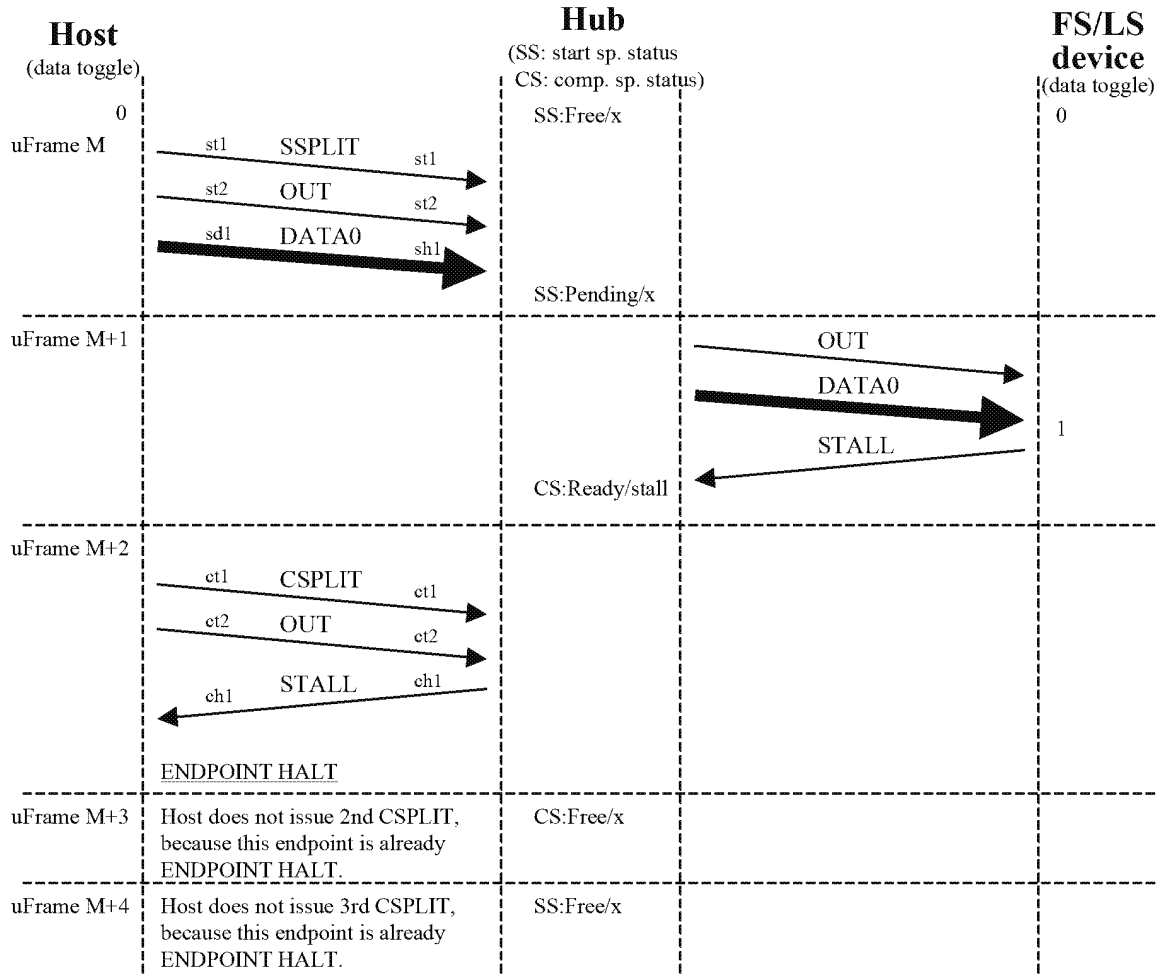 Host
(data toggle)
Hub
(SS: start sp. status
CS: comp. sp. status)
FS/LS
device
(data toggle)
0
SS:Free/x
0
uFrame M
st1 SSPLIT st1
st2 OUT st2
sd1 DATA0 sh1
SS:Pending/x
uFrame M+1
OUT
DATA0
1
STALL
CS:Ready/stall
uFrame M+2
ct1 CSPLIT ct1
ct2 OUT ct2
ch1 STALL ch1
ENDPOINT HALT
uFrame M+3
Host does not issue 2nd CSPLIT,
because this endpoint is already
ENDPOINT HALT.
CS:Free/x
uFrame M+4
Host does not issue 3rd CSPLIT,
because this endpoint is already
ENDPOINT HALT.
SS:Free/x